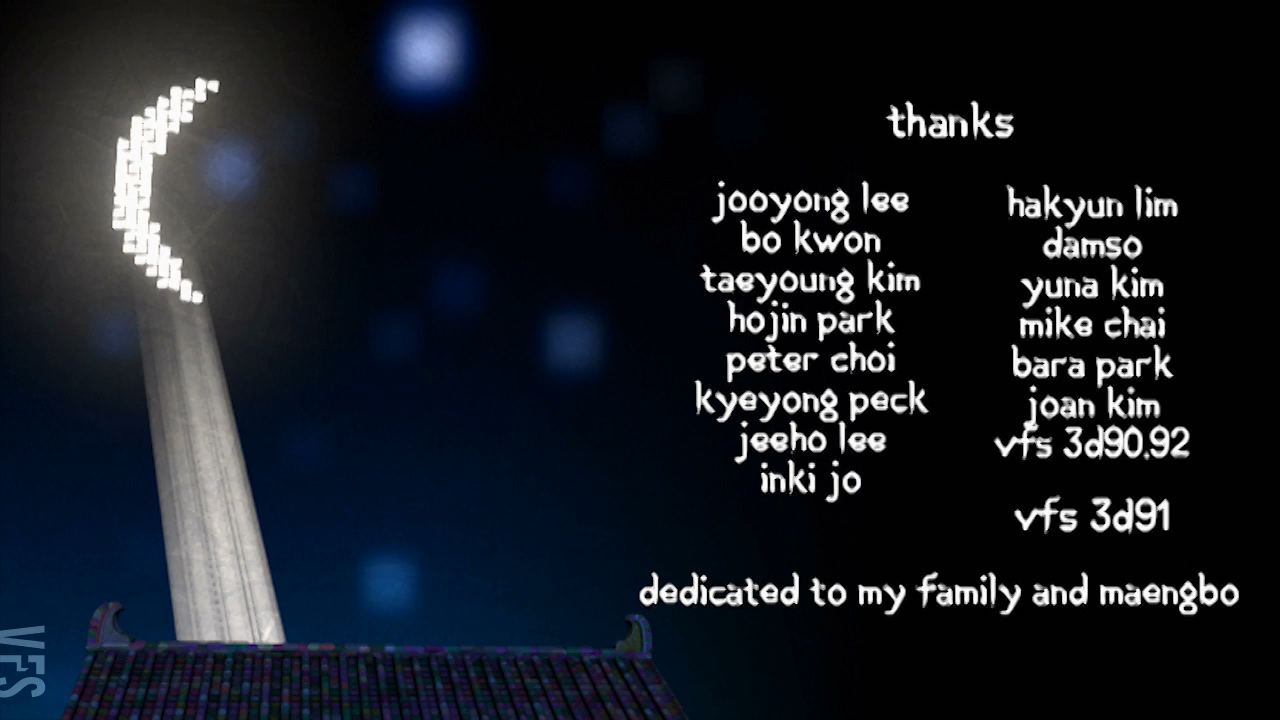 thanks
jooyong lee
bo kwon
taeyoung kim
hojin park
peter choi
kyeyong peck
jeeho lee
inki jo
hakyun lim
damso
yuna kim
mike chai
bara park
joan kim
vfs 3d90.92
vfs 3d91
dedicated to my family and maengbo
VFS